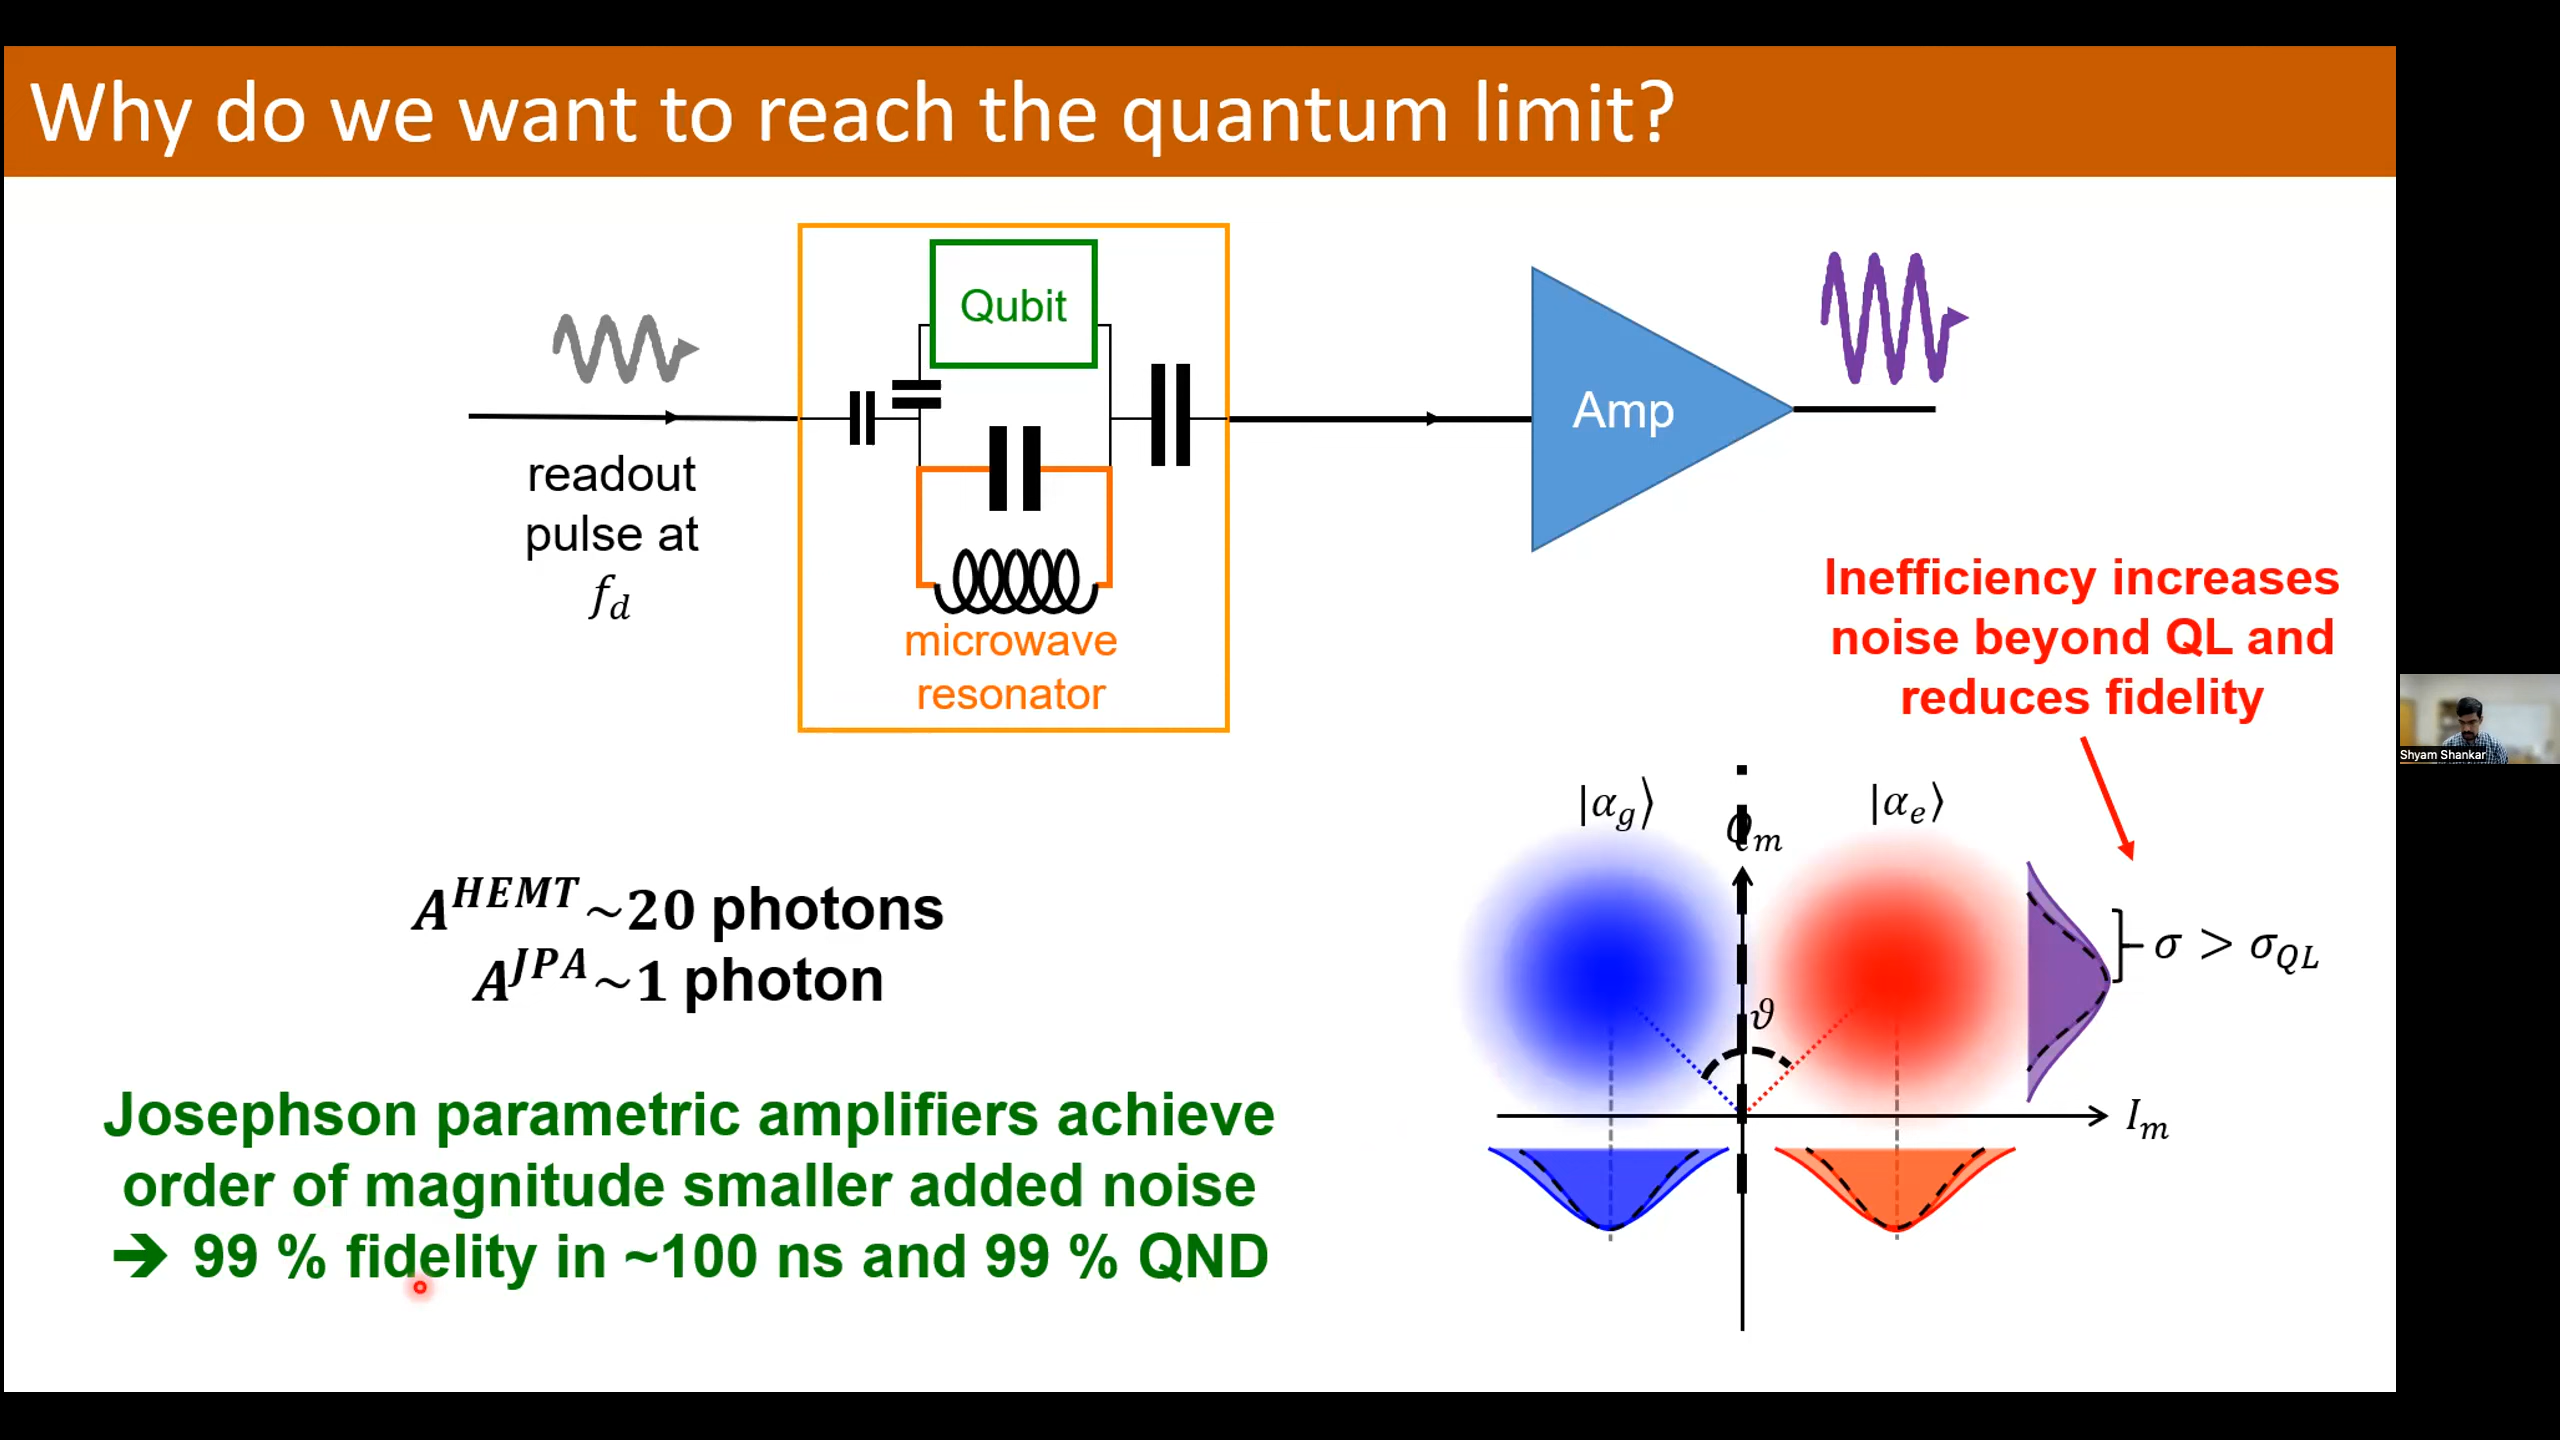 Why do we want to reach the quantum limit?
Qubit
Amp
readout
pulse at
f_d
microwave
resonator
Inefficiency increases
noise beyond QL and
reduces fidelity
Shyam Shankar
|α_g⟩
|α_e⟩
Q_m
A^HEMT~20 photons
A^JPA~1 photon
σ > σ_QL
ϑ
I_m
Josephson parametric amplifiers achieve
order of magnitude smaller added noise
➔ 99 % fidelity in ~100 ns and 99 % QND